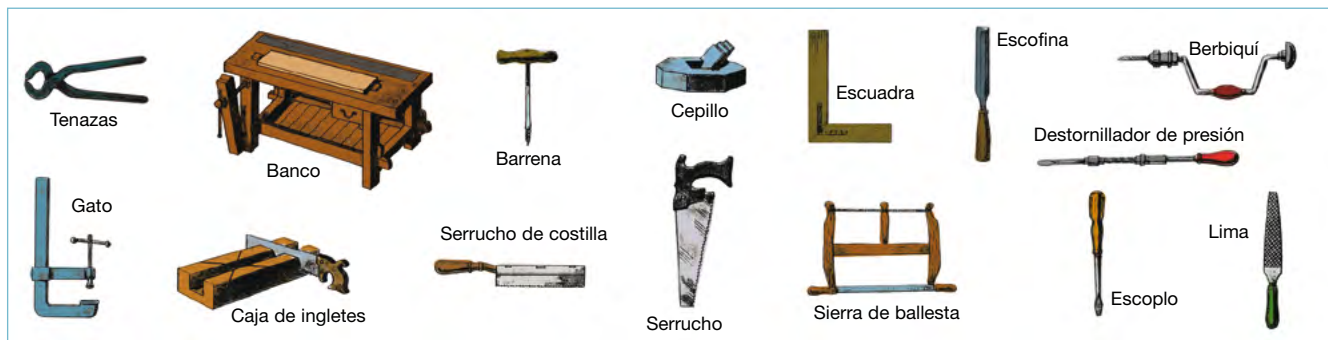 Tenazas
Banco
Barrena
Cepillo
Escuadra
Escofina
Berbiquí
Destornillador de presión
Gato
Caja de ingletes
Serrucho de costilla
Serrucho
Sierra de ballesta
Escoplo
Lima